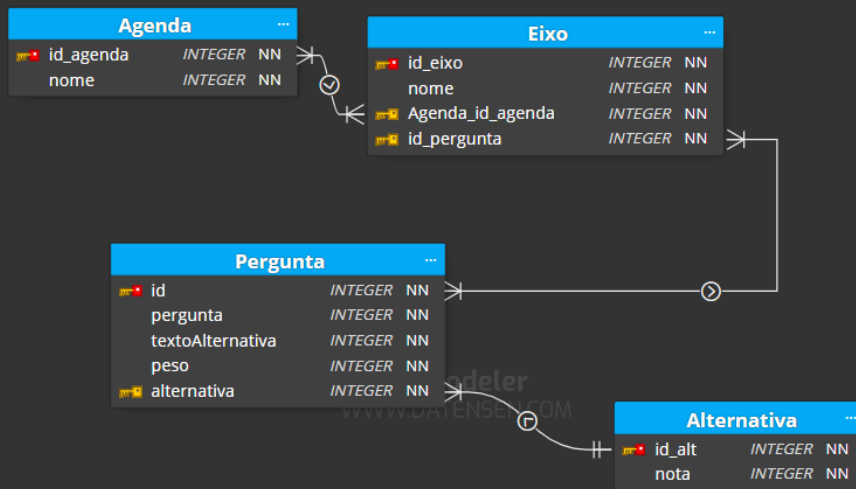 Agenda ...
id_agenda INTEGER NN
nome INTEGER NN
Eixo ...
id_eixo INTEGER NN
nome INTEGER NN
Agenda_id_agenda INTEGER NN
id_pergunta INTEGER NN
Pergunta ...
id INTEGER NN
pergunta INTEGER NN
textoAlternativa INTEGER NN
peso INTEGER NN
alternativa INTEGER NN
odeler
WWW.DATENSEN.COM
Alternativa ...
id_alt INTEGER NN
nota INTEGER NN